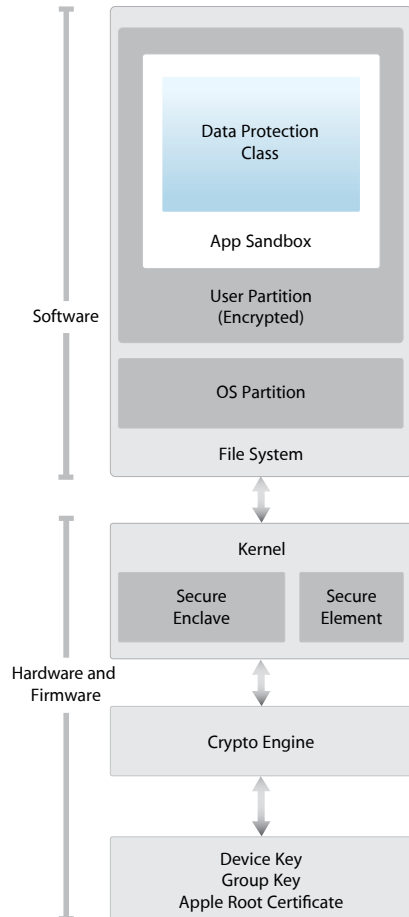 Data Protection
Class
App Sandbox
User Partition
(Encrypted)
Software
OS Partition
File System
Kernel
Secure
Enclave
Secure
Element
Hardware and
Firmware
Crypto Engine
Device Key
Group Key
Apple Root Certificate